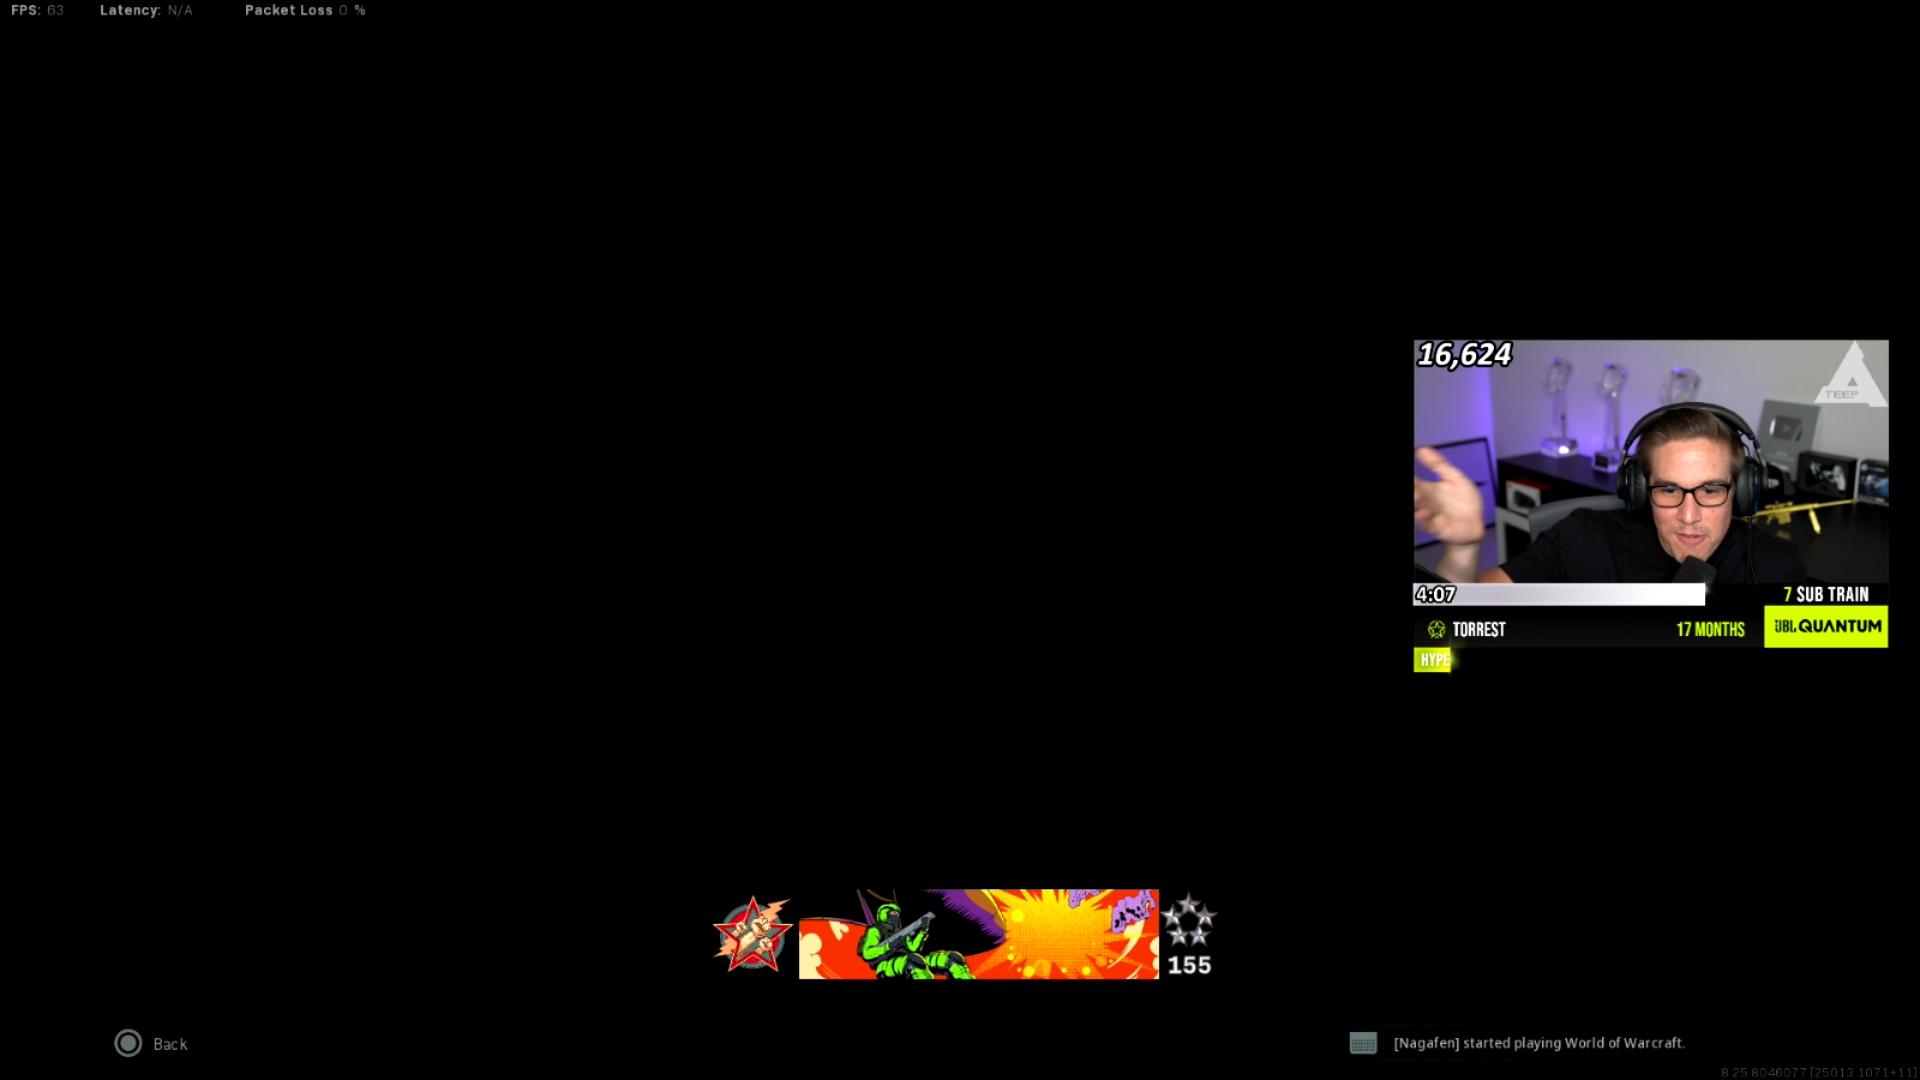 FPS: 63 Latency: N/A Packet Loss 0 %
16,624
TEEP
4:07
7 SUB TRAIN
TORREST 17 MONTHS
JBL QUANTUM
HYPE
155
Back
[Nagafen] started playing World of Warcraft.
8.25.8046077 [25013.1071+11]